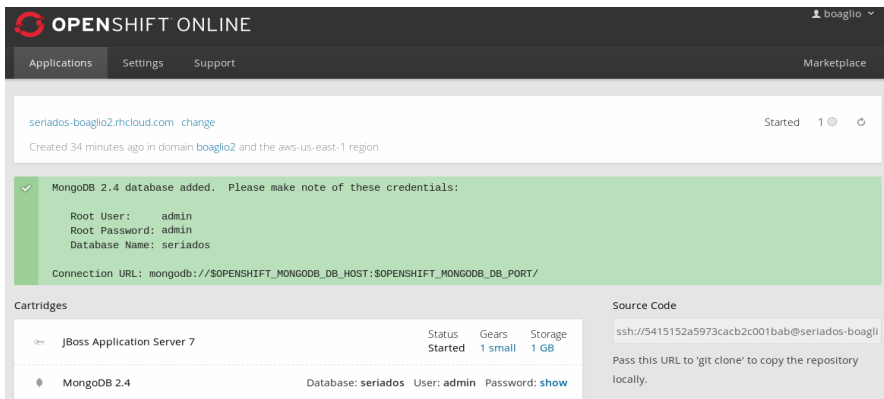 OPENSHIFT ONLINE
boaglio
Applications Settings Support Marketplace
seriados-boaglio2.rhcloud.com change
Started 1
Created 34 minutes ago in domain boaglio2 and the aws-us-east-1 region
MongoDB 2.4 database added. Please make note of these credentials:
Root User: admin
Root Password: admin
Database Name: seriados
Connection URL: mongodb://$OPENSHIFT_MONGODB_DB_HOST:$OPENSHIFT_MONGODB_DB_PORT/
Cartridges
JBoss Application Server 7
Status Gears Storage
Started 1 small 1 GB
MongoDB 2.4 Database: seriados User: admin Password: show
Source Code
ssh://5415152a5973cacb2c001bab@seriados-boagli
Pass this URL to 'git clone' to copy the repository
locally.